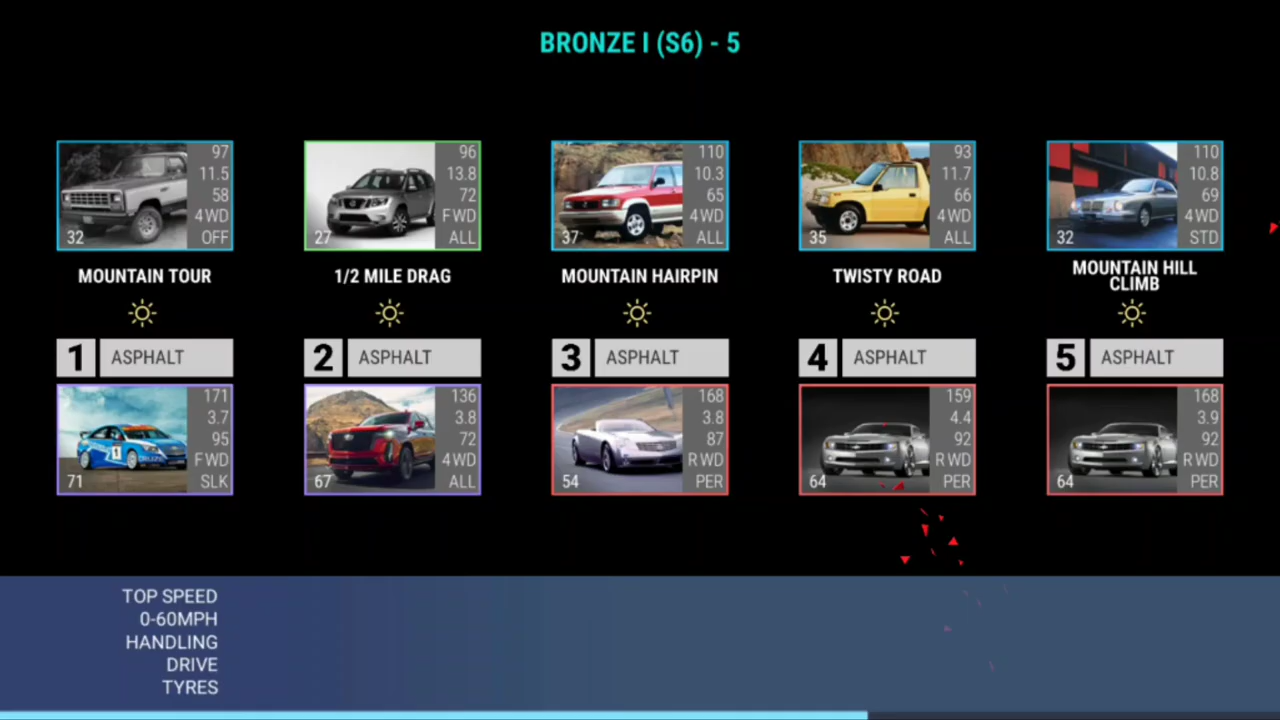 BRONZE I (S6) - 5
97
11.5
58
4WD
OFF
32
96
13.8
72
FWD
ALL
27
110
10.3
65
4WD
ALL
37
93
11.7
66
4WD
ALL
35
110
10.8
69
4WD
STD
32
MOUNTAIN TOUR
1/2 MILE DRAG
MOUNTAIN HAIRPIN
TWISTY ROAD
MOUNTAIN HILL
CLIMB
1 ASPHALT
2 ASPHALT
3 ASPHALT
4 ASPHALT
5 ASPHALT
171
3.7
95
FWD
SLK
71
136
3.8
72
4WD
ALL
67
168
3.8
87
RWD
PER
54
159
4.4
92
RWD
PER
64
168
3.9
92
RWD
PER
64
TOP SPEED
0-60MPH
HANDLING
DRIVE
TYRES